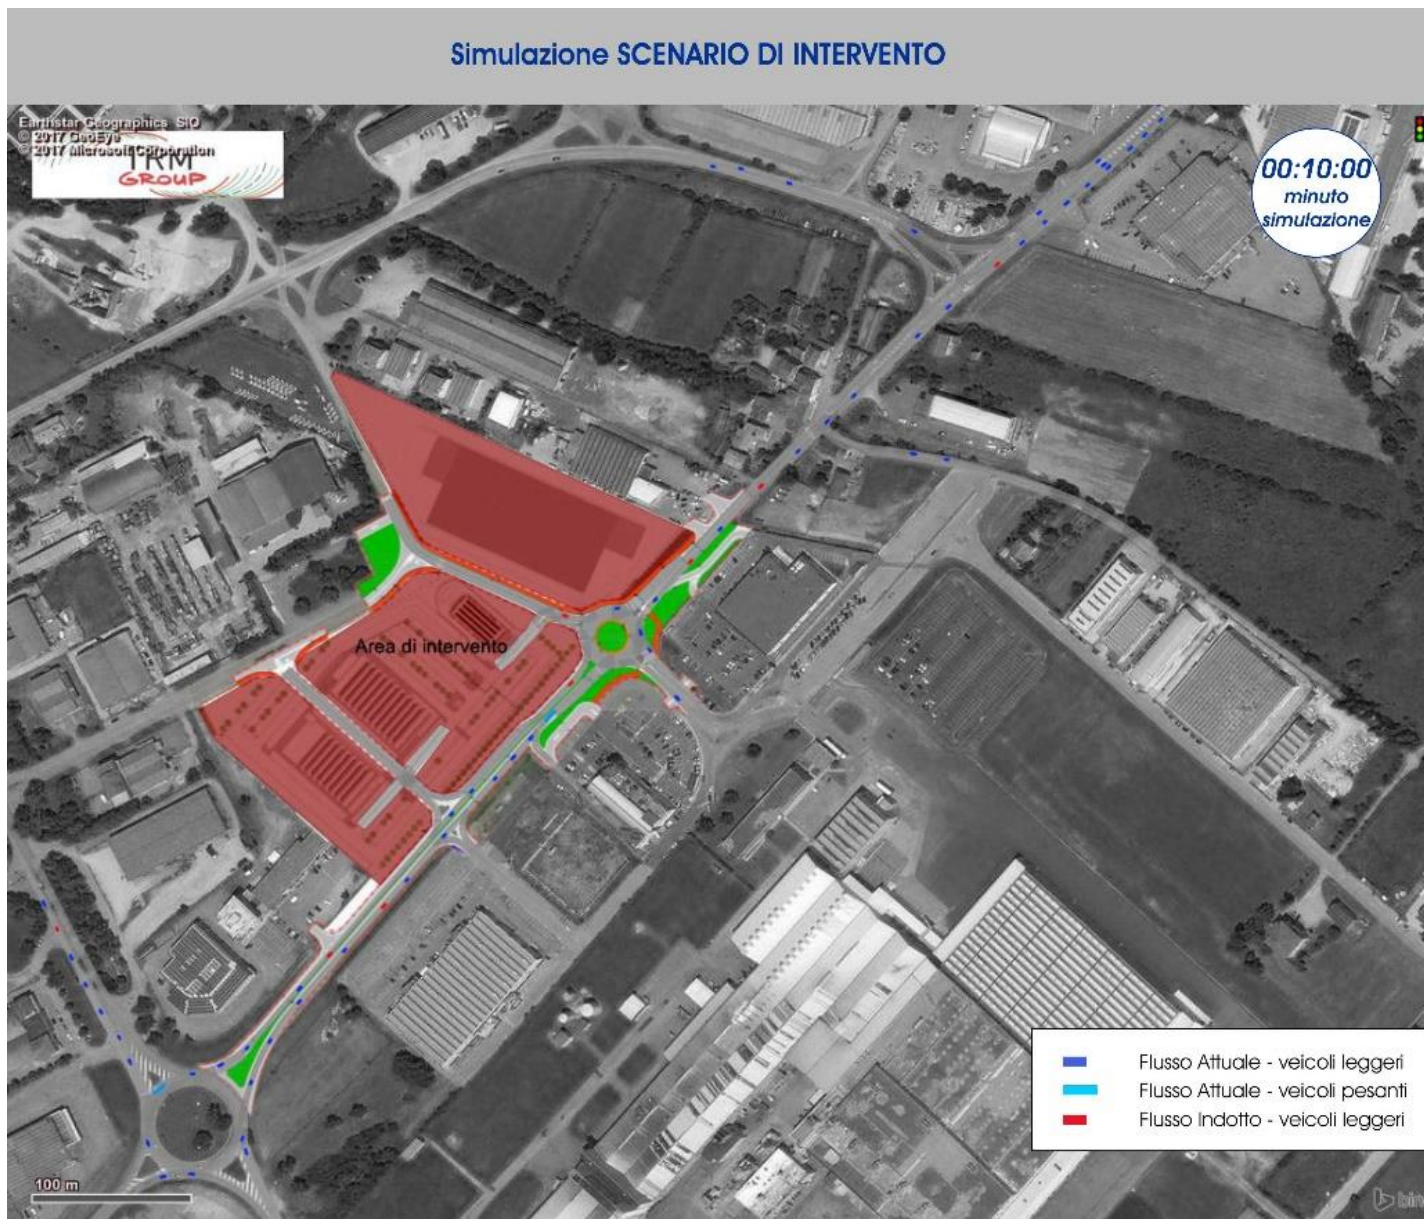 Simulazione SCENARIO DI INTERVENTO
Earthstar Geographics SIO
© 2017 GeoEye
© 2017 Microsoft Corporation
TRM
GROUP
00:10:00
minuto
simulazione
Area di intervento
Flusso Attuale - veicoli leggeri
Flusso Attuale - veicoli pesanti
Flusso Indotto - veicoli leggeri
100 m
bin